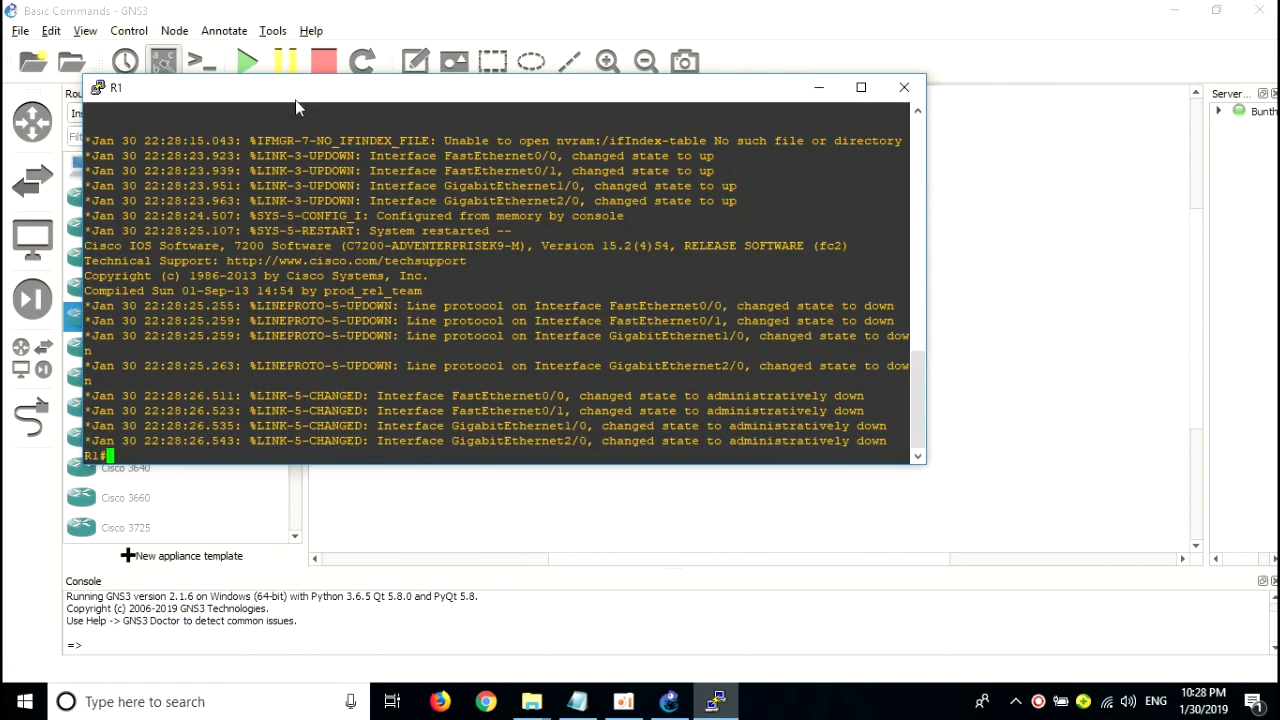 Basic Commands - GNS3
File Edit View Control Node Annotate Tools Help
R1
*Jan 30 22:28:15.043: %IFMGR-7-NO_IFINDEX_FILE: Unable to open nvram:/ifIndex-table No such file or directory
*Jan 30 22:28:23.923: %LINK-3-UPDOWN: Interface FastEthernet0/0, changed state to up
*Jan 30 22:28:23.939: %LINK-3-UPDOWN: Interface FastEthernet0/1, changed state to up
*Jan 30 22:28:23.951: %LINK-3-UPDOWN: Interface GigabitEthernet1/0, changed state to up
*Jan 30 22:28:23.963: %LINK-3-UPDOWN: Interface GigabitEthernet2/0, changed state to up
*Jan 30 22:28:24.507: %SYS-5-CONFIG_I: Configured from memory by console
*Jan 30 22:28:25.107: %SYS-5-RESTART: System restarted --
Cisco IOS Software, 7200 Software (C7200-ADVENTERPRISEK9-M), Version 15.2(4)S4, RELEASE SOFTWARE (fc2)
Technical Support: http://www.cisco.com/techsupport
Copyright (c) 1986-2013 by Cisco Systems, Inc.
Compiled Sun 01-Sep-13 14:54 by prod_rel_team
*Jan 30 22:28:25.255: %LINEPROTO-5-UPDOWN: Line protocol on Interface FastEthernet0/0, changed state to down
*Jan 30 22:28:25.259: %LINEPROTO-5-UPDOWN: Line protocol on Interface FastEthernet0/1, changed state to down
*Jan 30 22:28:25.259: %LINEPROTO-5-UPDOWN: Line protocol on Interface GigabitEthernet1/0, changed state to dow
n
*Jan 30 22:28:25.263: %LINEPROTO-5-UPDOWN: Line protocol on Interface GigabitEthernet2/0, changed state to dow
n
*Jan 30 22:28:26.511: %LINK-5-CHANGED: Interface FastEthernet0/0, changed state to administratively down
*Jan 30 22:28:26.523: %LINK-5-CHANGED: Interface FastEthernet0/1, changed state to administratively down
*Jan 30 22:28:26.535: %LINK-5-CHANGED: Interface GigabitEthernet1/0, changed state to administratively down
*Jan 30 22:28:26.543: %LINK-5-CHANGED: Interface GigabitEthernet2/0, changed state to administratively down
R1#
Server...
Bunth
Cisco 3640
Cisco 3660
Cisco 3725
New appliance template
Console
Running GNS3 version 2.1.6 on Windows (64-bit) with Python 3.6.5 Qt 5.8.0 and PyQt 5.8.
Copyright (c) 2006-2019 GNS3 Technologies.
Use Help -> GNS3 Doctor to detect common issues.
=>
Type here to search
ENG
10:28 PM
1/30/2019